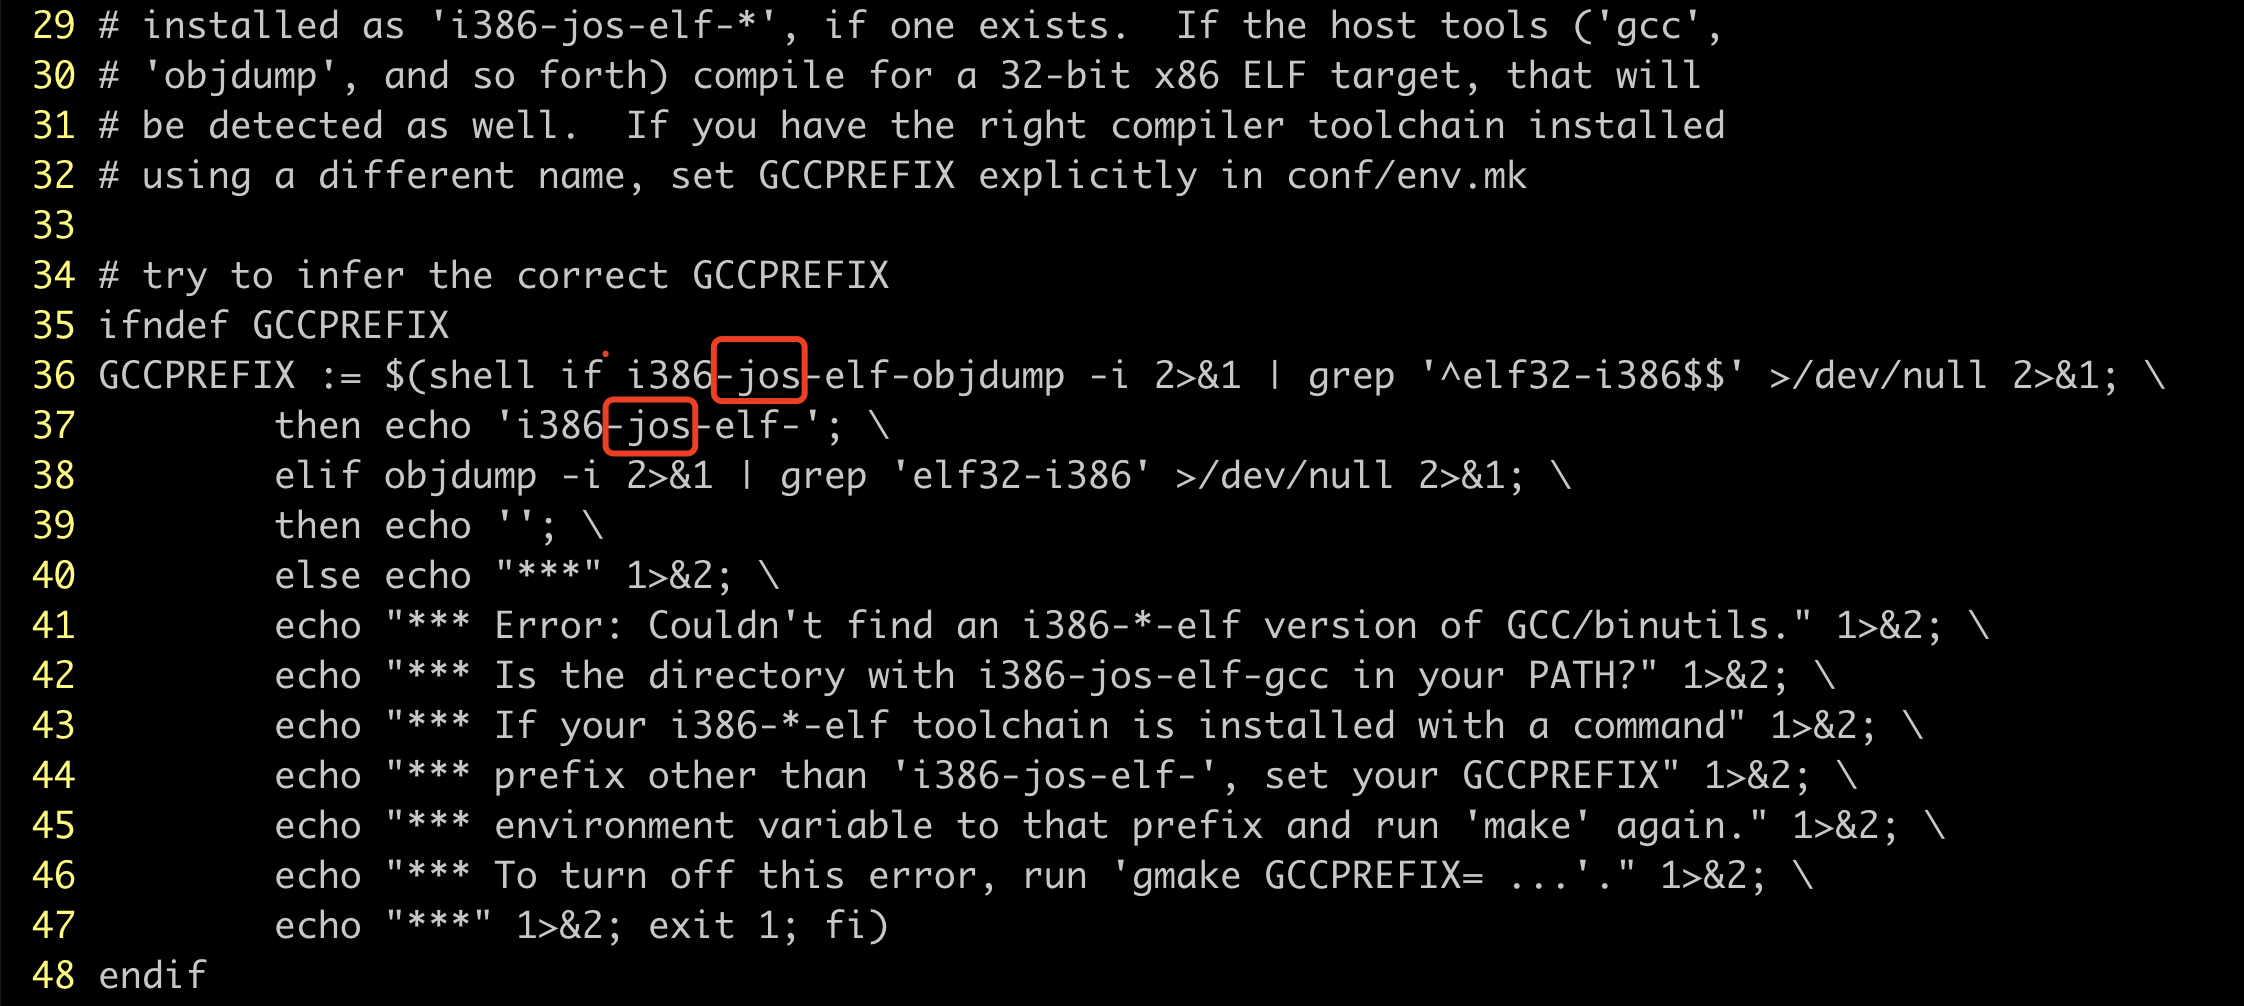 29 # installed as 'i386-jos-elf-*', if one exists.  If the host tools ('gcc',
30 # 'objdump', and so forth) compile for a 32-bit x86 ELF target, that will
31 # be detected as well.  If you have the right compiler toolchain installed
32 # using a different name, set GCCPREFIX explicitly in conf/env.mk
33
34 # try to infer the correct GCCPREFIX
35 ifndef GCCPREFIX
36 GCCPREFIX := $(shell if i386-jos-elf-objdump -i 2>&1 | grep '^elf32-i386$$' >/dev/null 2>&1; \
37         then echo 'i386-jos-elf-'; \
38         elif objdump -i 2>&1 | grep 'elf32-i386' >/dev/null 2>&1; \
39         then echo ''; \
40         else echo "***" 1>&2; \
41         echo "*** Error: Couldn't find an i386-*-elf version of GCC/binutils." 1>&2; \
42         echo "*** Is the directory with i386-jos-elf-gcc in your PATH?" 1>&2; \
43         echo "*** If your i386-*-elf toolchain is installed with a command" 1>&2; \
44         echo "*** prefix other than 'i386-jos-elf-', set your GCCPREFIX" 1>&2; \
45         echo "*** environment variable to that prefix and run 'make' again." 1>&2; \
46         echo "*** To turn off this error, run 'gmake GCCPREFIX= ...'." 1>&2; \
47         echo "***" 1>&2; exit 1; fi)
48 endif